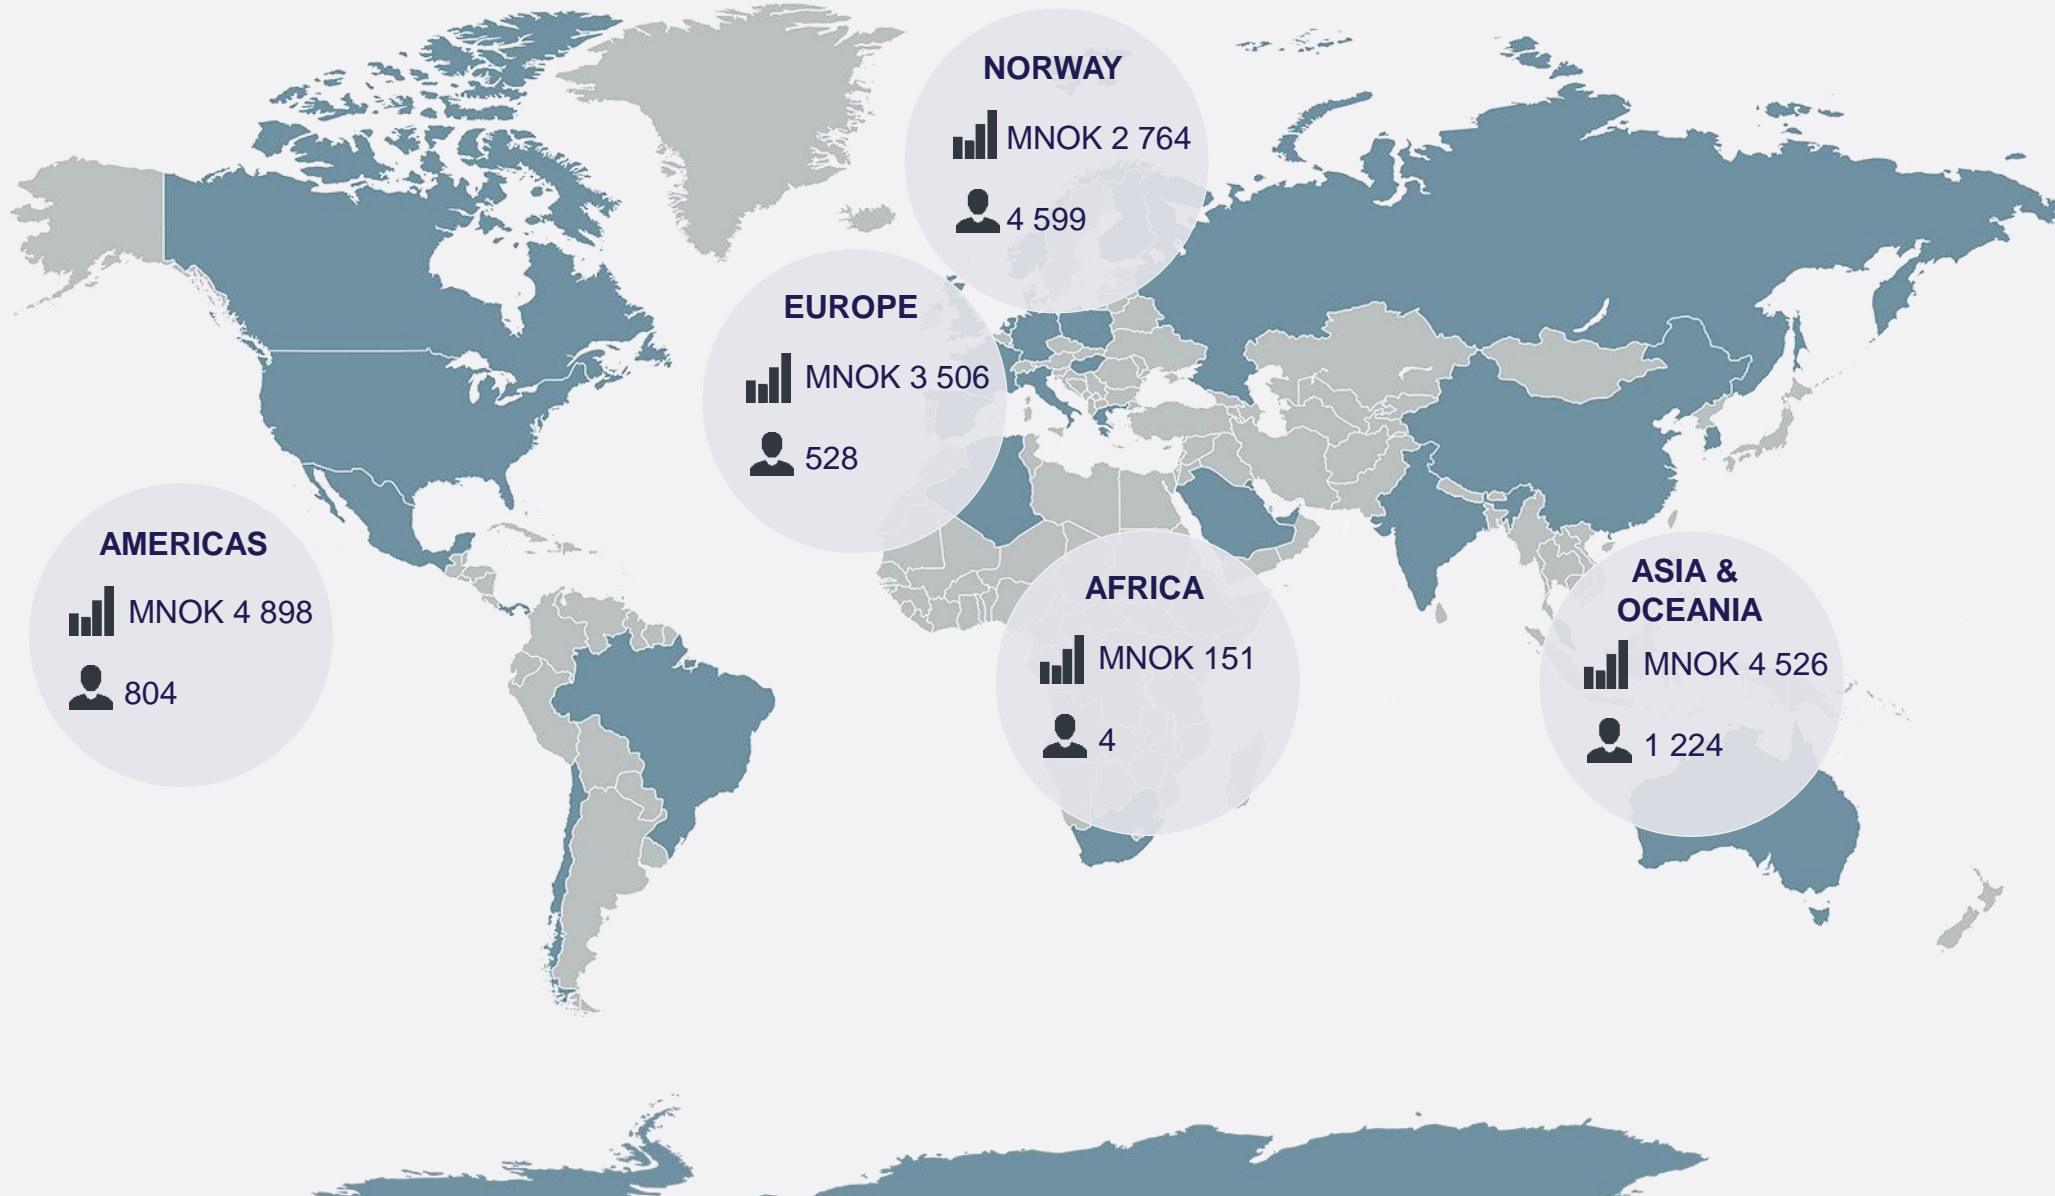 NORWAY
MNOK 2 764
4 599
EUROPE
MNOK 3 506
528
AMERICAS
MNOK 4 898
804
AFRICA
MNOK 151
4
ASIA &
OCEANIA
MNOK 4 526
1 224